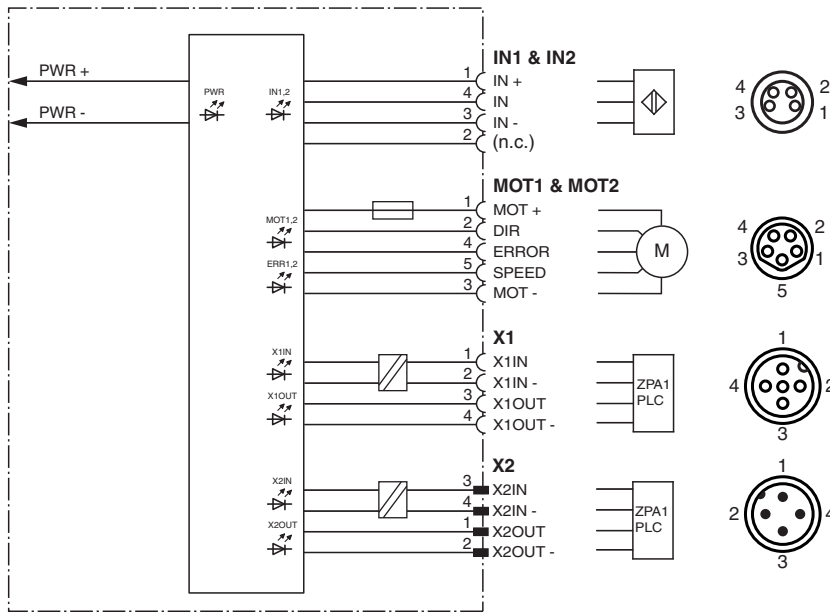 PWR +
PWR -
PWR
IN1,2
IN1 & IN2
1 IN +
4 IN
3 IN -
2 (n.c.)
4 2
3 1
MOT1 & MOT2
MOT1,2
ERR1,2
1 MOT +
2 DIR
4 ERROR
5 SPEED
3 MOT -
M
4 2
3 1
5
X1
X1IN
X1OUT
1 X1IN
2 X1IN -
3 X1OUT
4 X1OUT -
ZPA1
PLC
1
4 2
3
X2
X2IN
X2OUT
3 X2IN
4 X2IN -
1 X2OUT
2 X2OUT -
ZPA1
PLC
1
2 4
3